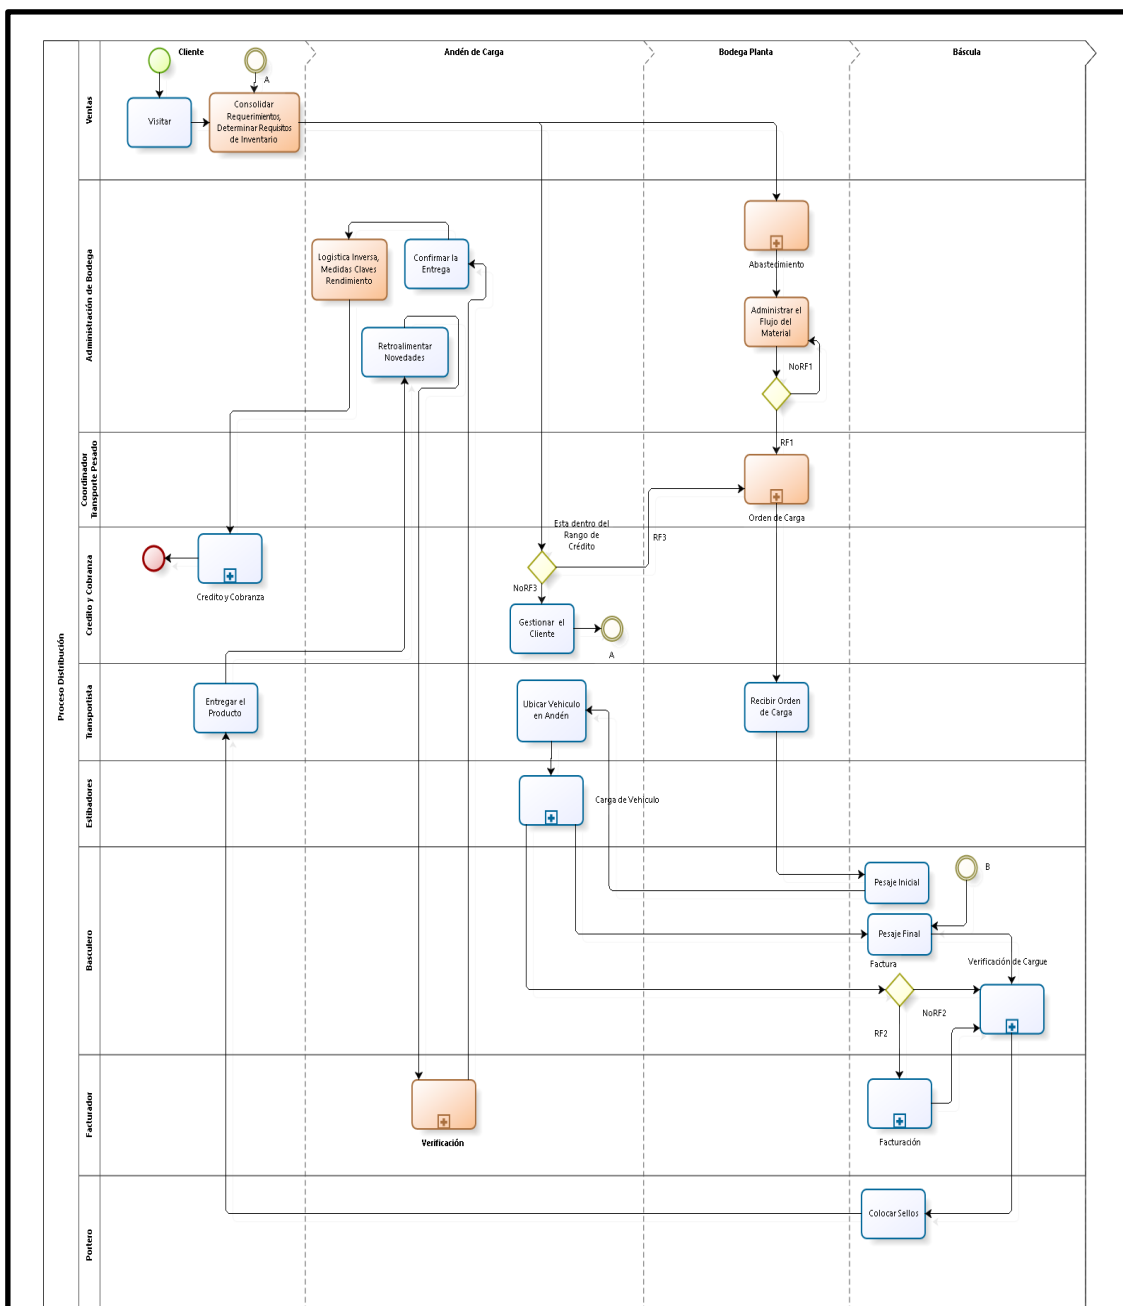 Cliente
Andén de Carga
Bodega Planta
Báscula
Proceso Distribución
Ventas
A
Visitar
Consolidar
Requerimientos,
Determinar Requisitos
de Inventario
Administración de Bodega
Logistica Inversa,
Medidas Claves
Rendimiento
Confirmar la
Entrega
Abastecimiento
Administrar el
Flujo del
Material
Retroalimentar
Novedades
NoRF1
RF1
Coordinador
Transporte Pesado
Orden de Carga
Credito y Cobranza
Esta dentro del
Rango de
Crédito
RF3
NoRF3
Credito y Cobranza
Gestionar el
Cliente
A
Transportista
Entregar el
Producto
Ubicar Vehiculo
en Andén
Recibir Orden
de Carga
Estibadores
Carga de Vehiculo
Basculero
Pesaje Inicial
B
Pesaje Final
Factura
Verificación de Cargue
NoRF2
RF2
Facturador
Verificación
Facturación
Portero
Colocar Sellos